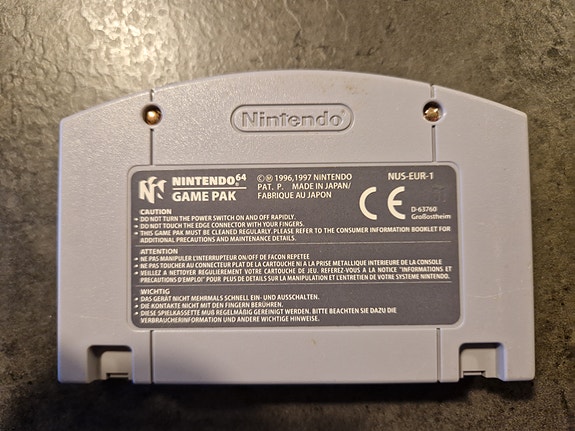 Nintendo®
NINTENDO 64
GAME PAK
© Ⓟ 1996,1997 NINTENDO
PAT. P. MADE IN JAPAN/
FABRIQUE AU JAPON
NUS-EUR-1
CE
D-63760
Großostheim
CAUTION
• DO NOT TURN THE POWER SWITCH ON AND OFF RAPIDLY.
• DO NOT TOUCH THE EDGE CONNECTOR WITH YOUR FINGERS.
• THIS GAME PAK MUST BE CLEANED REGULARLY. PLEASE REFER TO THE CONSUMER INFORMATION BOOKLET FOR
ADDITIONAL PRECAUTIONS AND MAINTENANCE DETAILS.
ATTENTION
• NE PAS MANIPULER L'INTERRUPTEUR ON/OFF DE FACON REPETEE
• NE PAS TOUCHER AU CONNECTEUR PLAT DE LA CARTOUCHE NI A LA PRISE METALLIQUE INTERIEURE DE LA CONSOLE
• VEILLEZ A NETTOYER REGULIEREMENT VOTRE CARTOUCHE DE JEU. REFEREZ-VOUS A LA NOTICE "INFORMATIONS ET
PRECAUTIONS D'EMPLOI" POUR PLUS DE DETAILS SUR LA MANIPULATION ET L'ENTRETIEN DE VOTRE SYSTEME NINTENDO.
WICHTIG
• DAS GERÄT NICHT MEHRMALS SCHNELL EIN- UND AUSSCHALTEN.
• DIE KONTAKTE NICHT MIT DEN FINGERN BERÜHREN.
• DIESE SPIELKASSETTE MUß REGELMÄßIG GEREINIGT WERDEN. BITTE BEACHTEN SIE DAZU DIE
VERBRAUCHERINFORMATION UND ANDERE WICHTIGE HINWEISE.